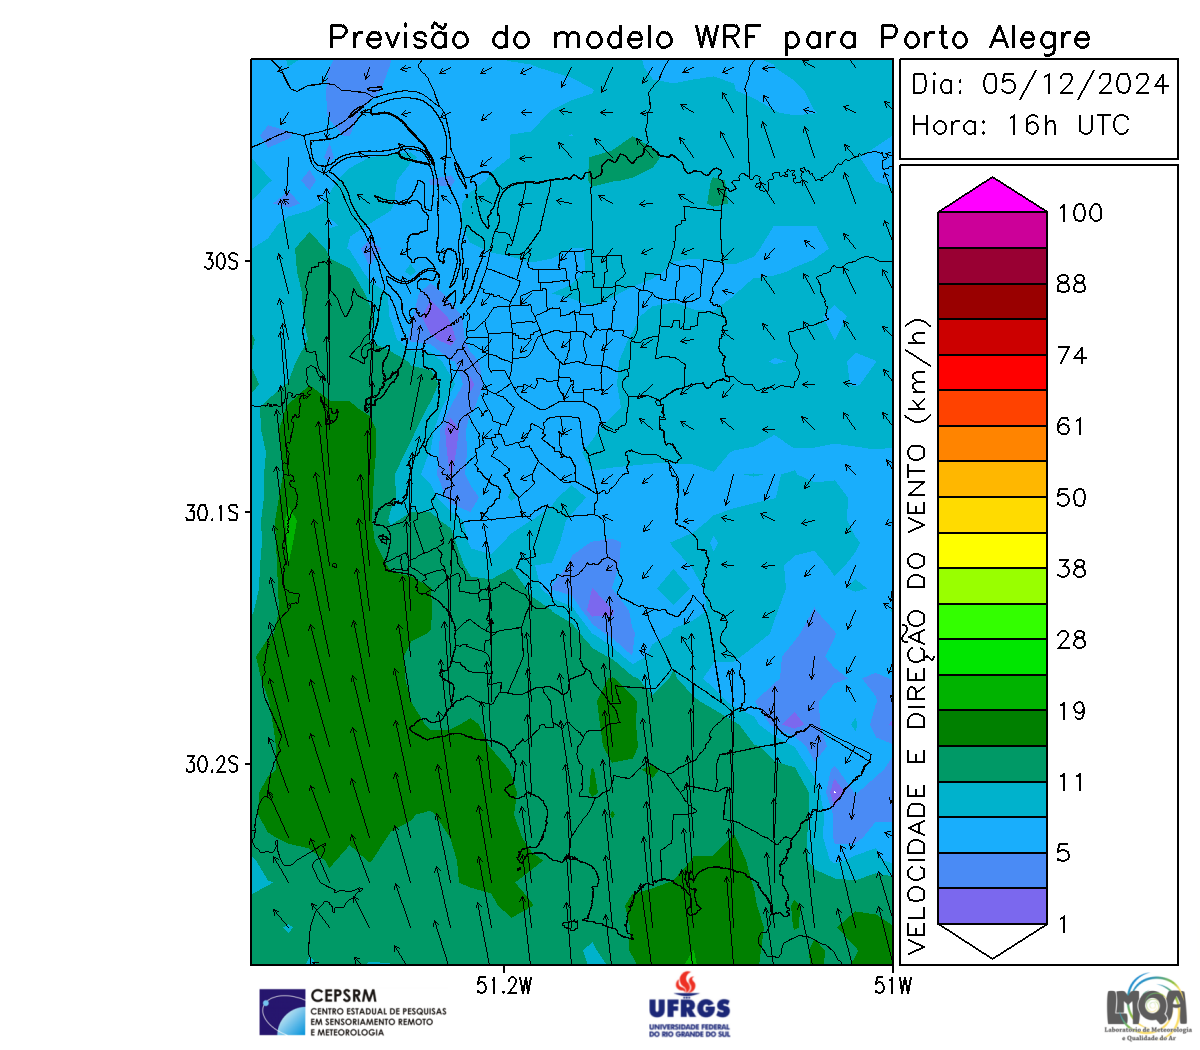 Previsão do modelo WRF para Porto Alegre
Dia: 05/12/2024
Hora: 16h UTC
30S
30.1S
30.2S
51.2W
51W
VELOCIDADE E DIREÇÃO DO VENTO (km/h)
100
88
74
61
50
38
28
19
11
5
1
CEPSRM
CENTRO ESTADUAL DE PESQUISAS
EM SENSORIAMENTO REMOTO
E METEOROLOGIA
UFRGS
UNIVERSIDADE FEDERAL
DO RIO GRANDE DO SUL
LMQA
Laboratório de Meteorologia
e Qualidade do Ar